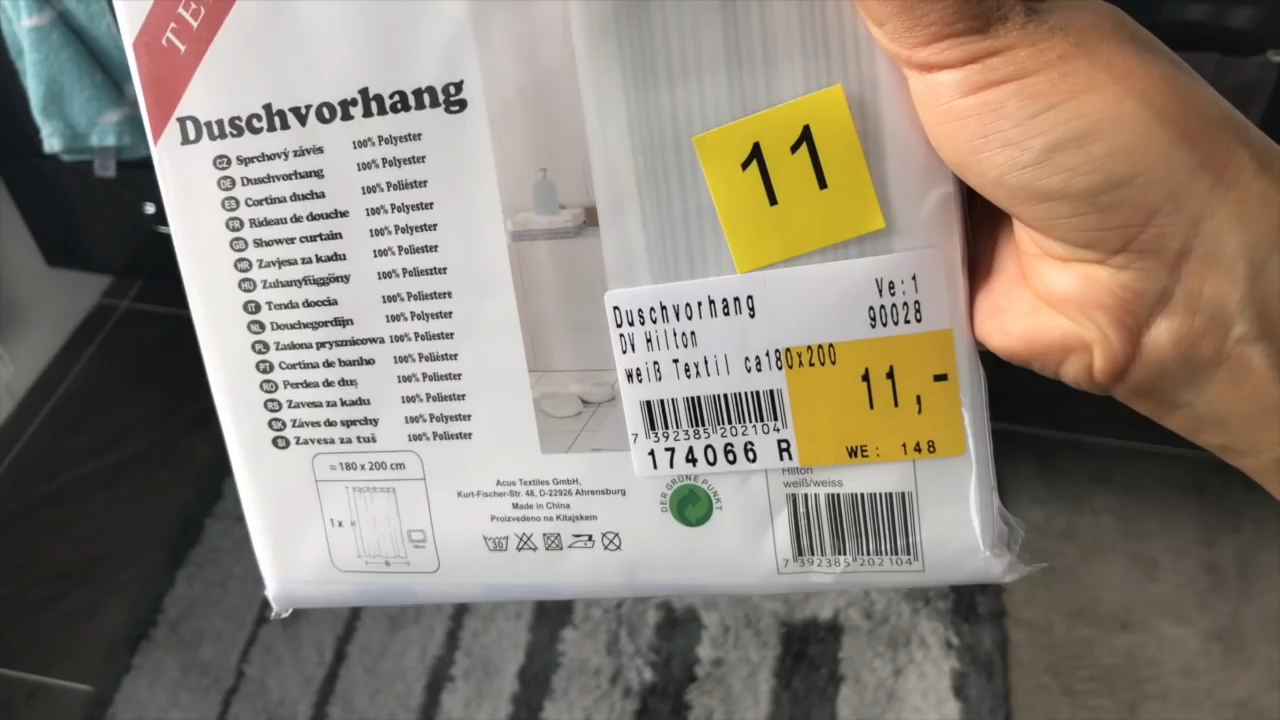 TE
Duschvorhang
CZ Sprchový závěs 100% Polyester
DE Duschvorhang 100% Polyester
ES Cortina ducha 100% Poliéster
FR Rideau de douche 100% Polyester
GB Shower curtain 100% Polyester
HR Zavjesa za kadu 100% Poliester
HU Zuhanyfüggöny 100% Poliészter
IT Tenda doccia 100% Poliestere
NL Douchegordijn 100% Polyester
PL Zasłona prysznicowa 100% Poliester
PT Cortina de banho 100% Poliéster
RO Perdea de duş 100% Poliester
RS Zavesa za kadu 100% Poliester
SK Záves do sprchy 100% Polyester
SI Zavesa za tuš 100% Poliester
≈ 180 x 200 cm
1 x
H
B
Acus Textiles GmbH,
Kurt-Fischer-Str. 48, D-22926 Ahrensburg
Made in China
Proizvedeno na Kitajskem
30
DER GRÜNE PUNKT
11
Duschvorhang Ve:1
DV Hilton 90028
weiß Textil ca180x200
11,-
7 392385 202104
174066 R WE: 148
Hilton
weiß/weiss
7 392385 202104